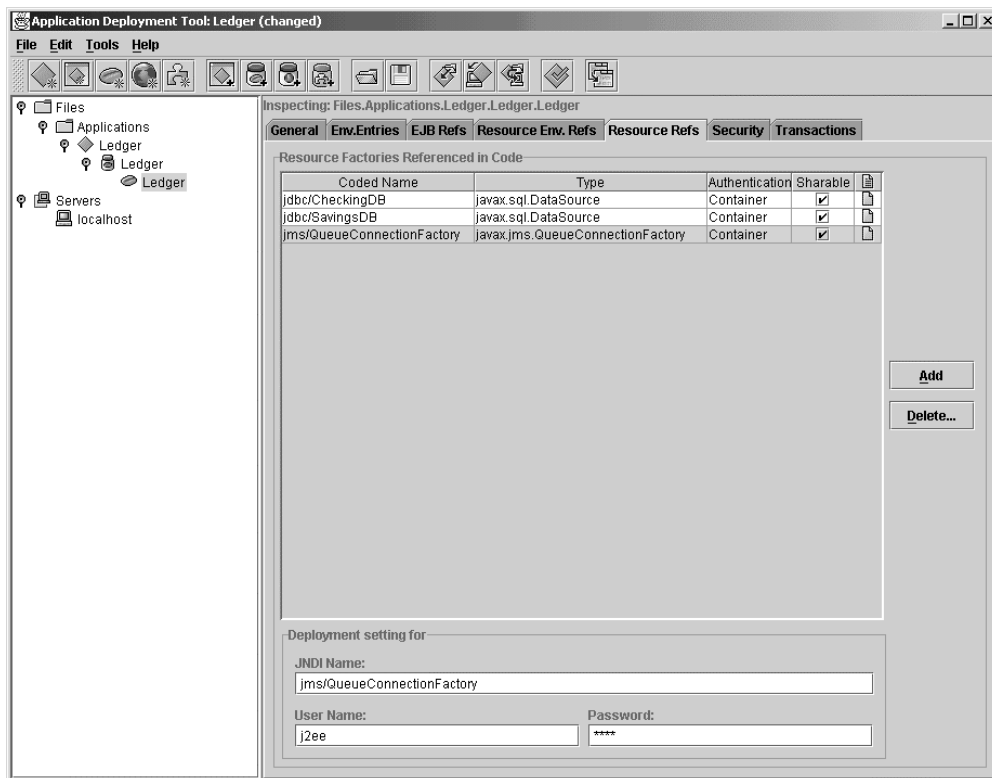 Application Deployment Tool: Ledger (changed)
File Edit Tools Help
Files
Applications
Ledger
Ledger
Ledger
Servers
localhost
Inspecting: Files.Applications.Ledger.Ledger.Ledger
General Env.Entries EJB Refs Resource Env. Refs Resource Refs Security Transactions
Resource Factories Referenced in Code
Coded Name Type Authentication Sharable
jdbc/CheckingDB javax.sql.DataSource Container
jdbc/SavingsDB javax.sql.DataSource Container
jms/QueueConnectionFactory javax.jms.QueueConnectionFactory Container
Add
Delete...
Deployment setting for
JNDI Name:
jms/QueueConnectionFactory
User Name: Password:
j2ee ****